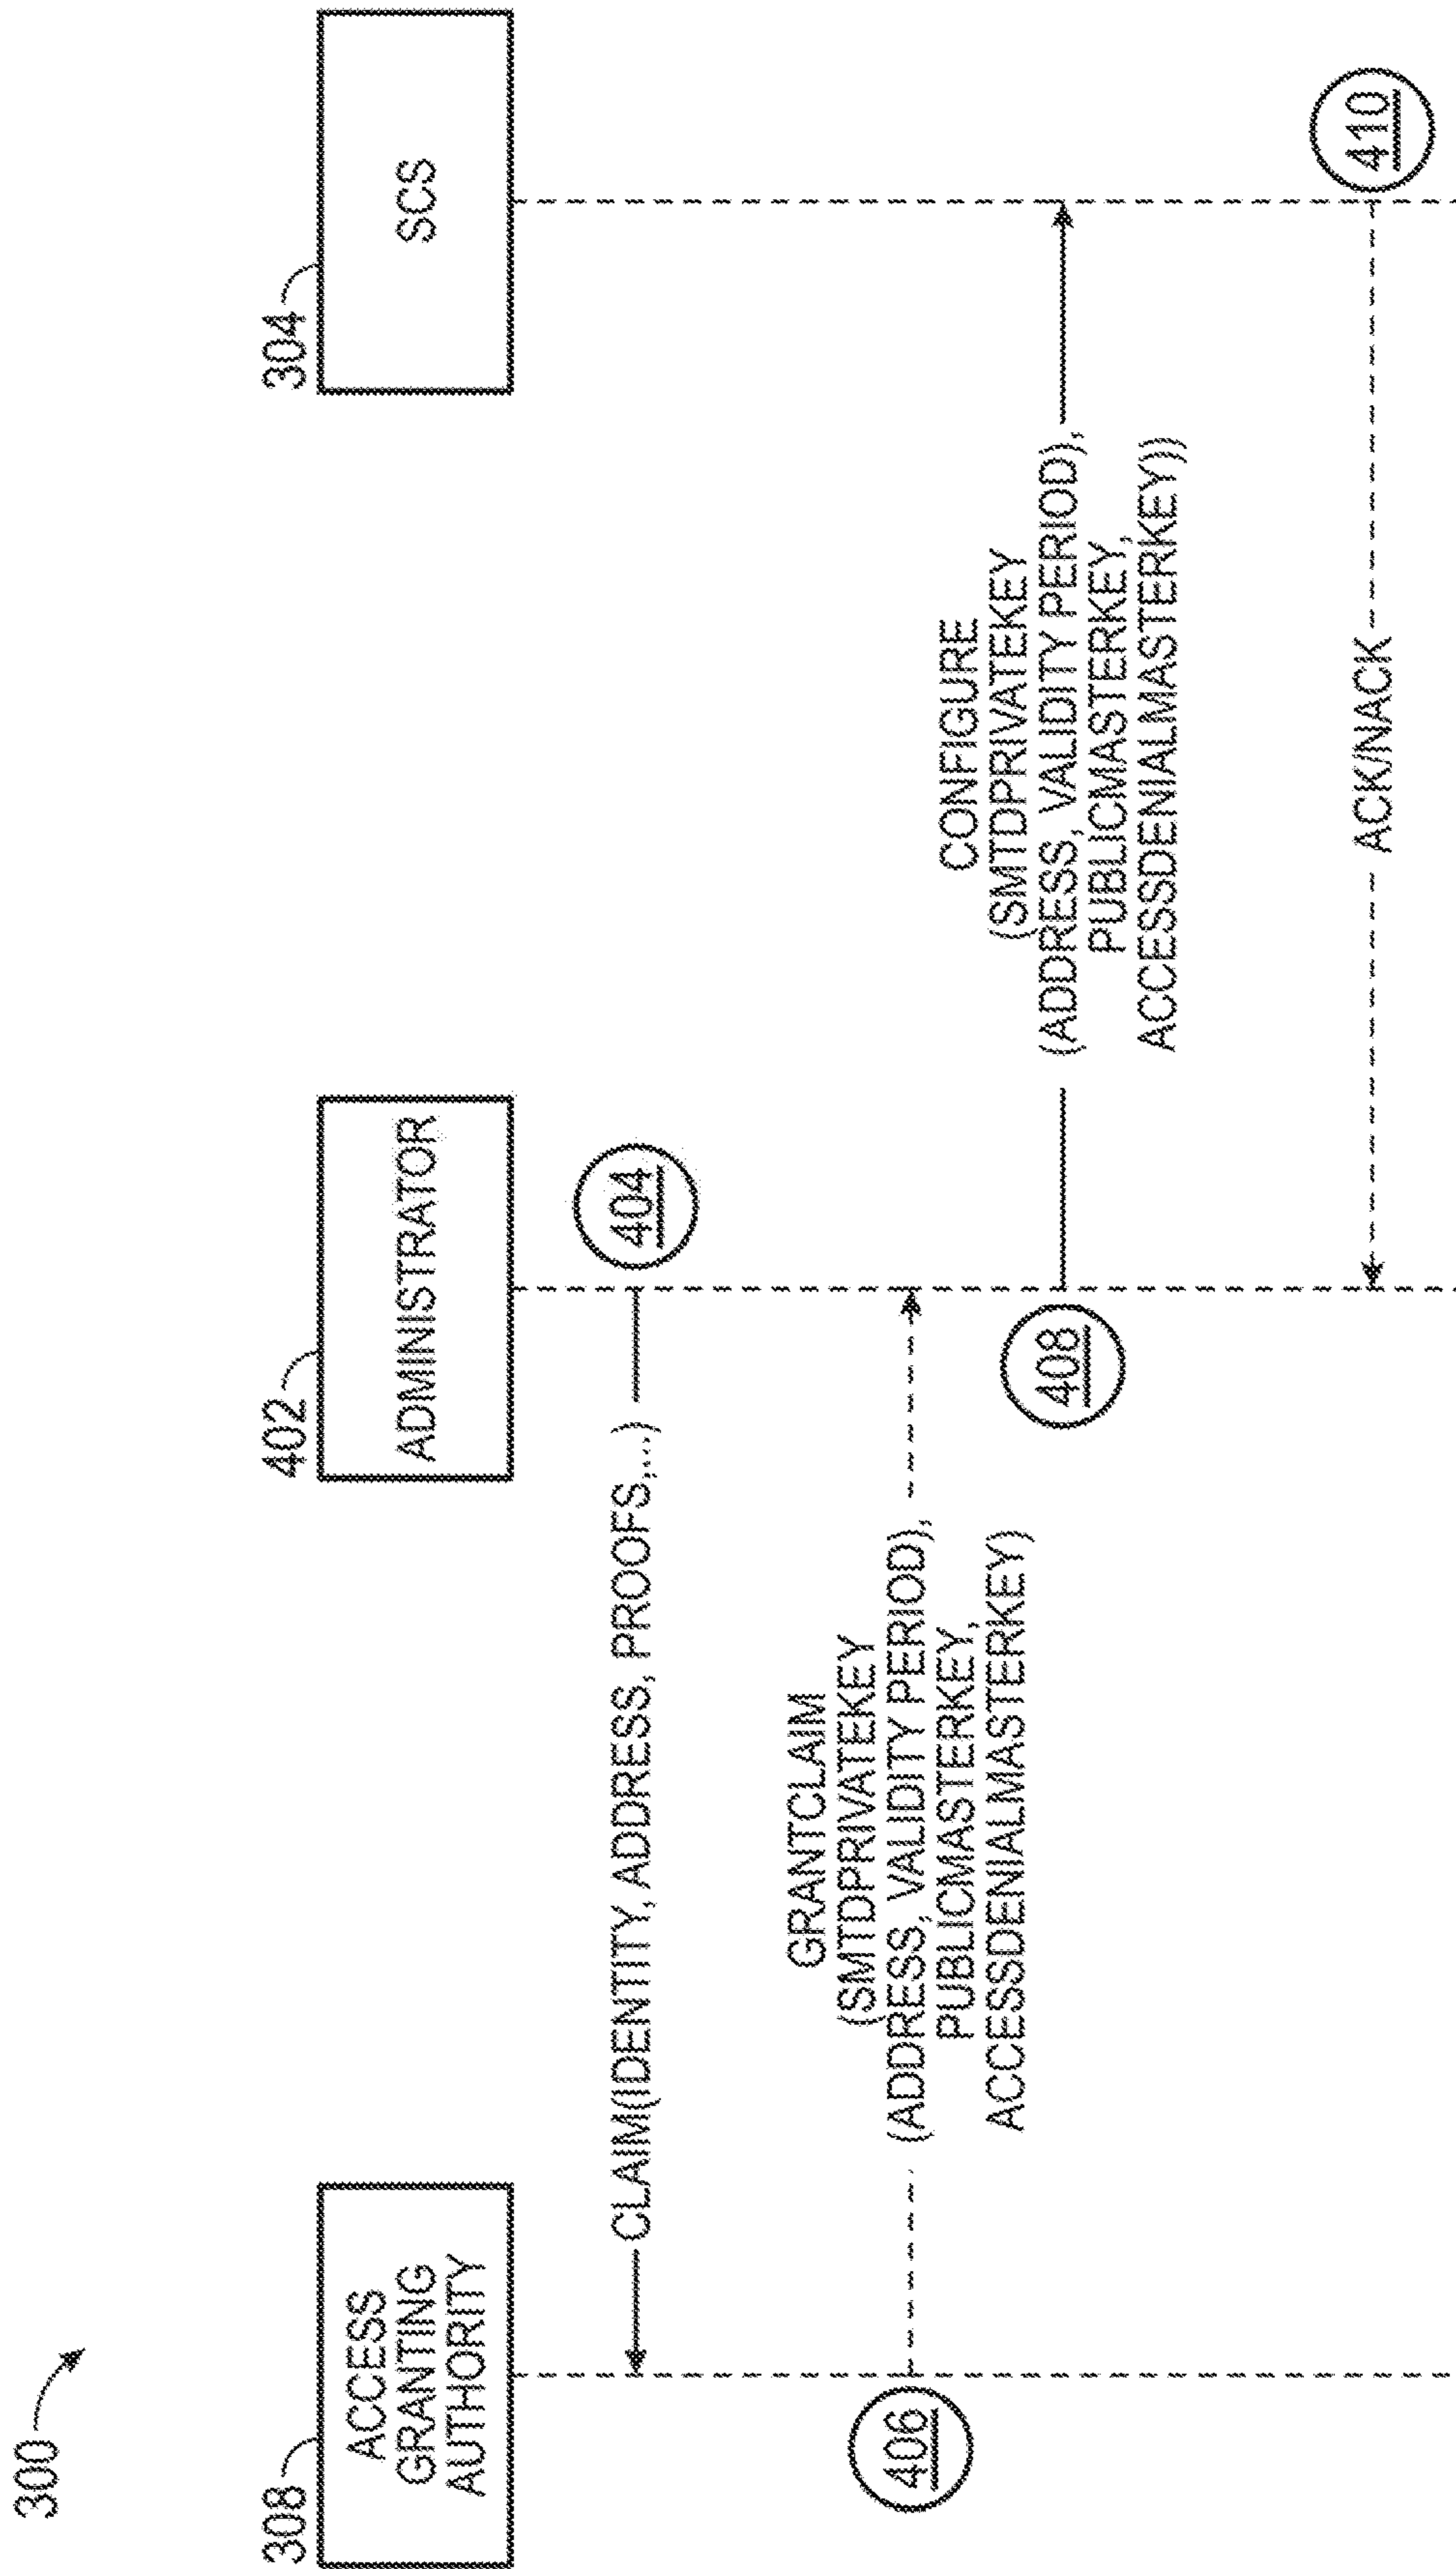 300
308
ACCESS
GRANTING
AUTHORITY
402
ADMINISTRATOR
304
SCS
404
CLAIM(IDENTITY, ADDRESS, PROOFS,...)
406
GRANTCLAIM
(SMTDPRIVATEKEY
(ADDRESS, VALIDITY PERIOD),
PUBLICMASTERKEY,
ACCESSDENIALMASTERKEY)
408
CONFIGURE
(SMTDPRIVATEKEY
(ADDRESS, VALIDITY PERIOD),
PUBLICMASTERKEY,
ACCESSDENIALMASTERKEY))
410
ACK/NACK